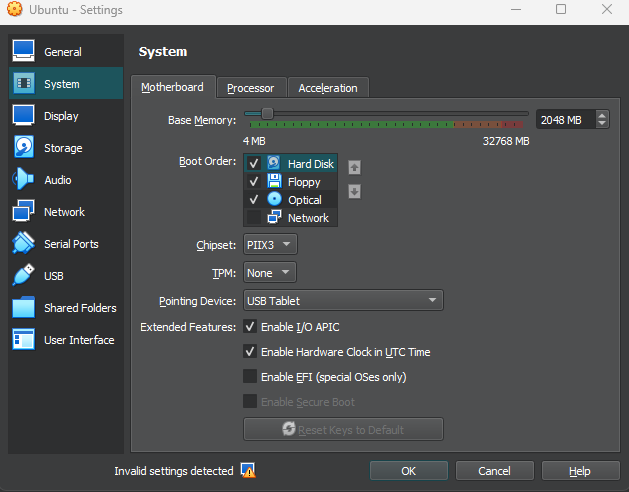 Ubuntu - Settings
General
System
Display
Storage
Audio
Network
Serial Ports
USB
Shared Folders
User Interface
System
Motherboard Processor Acceleration
Base Memory: 2048 MB
4 MB 32768 MB
Boot Order: Hard Disk
Floppy
Optical
Network
Chipset: PIIX3
TPM: None
Pointing Device: USB Tablet
Extended Features: Enable I/O APIC
Enable Hardware Clock in UTC Time
Enable EFI (special OSes only)
Enable Secure Boot
Reset Keys to Default
Invalid settings detected OK Cancel Help